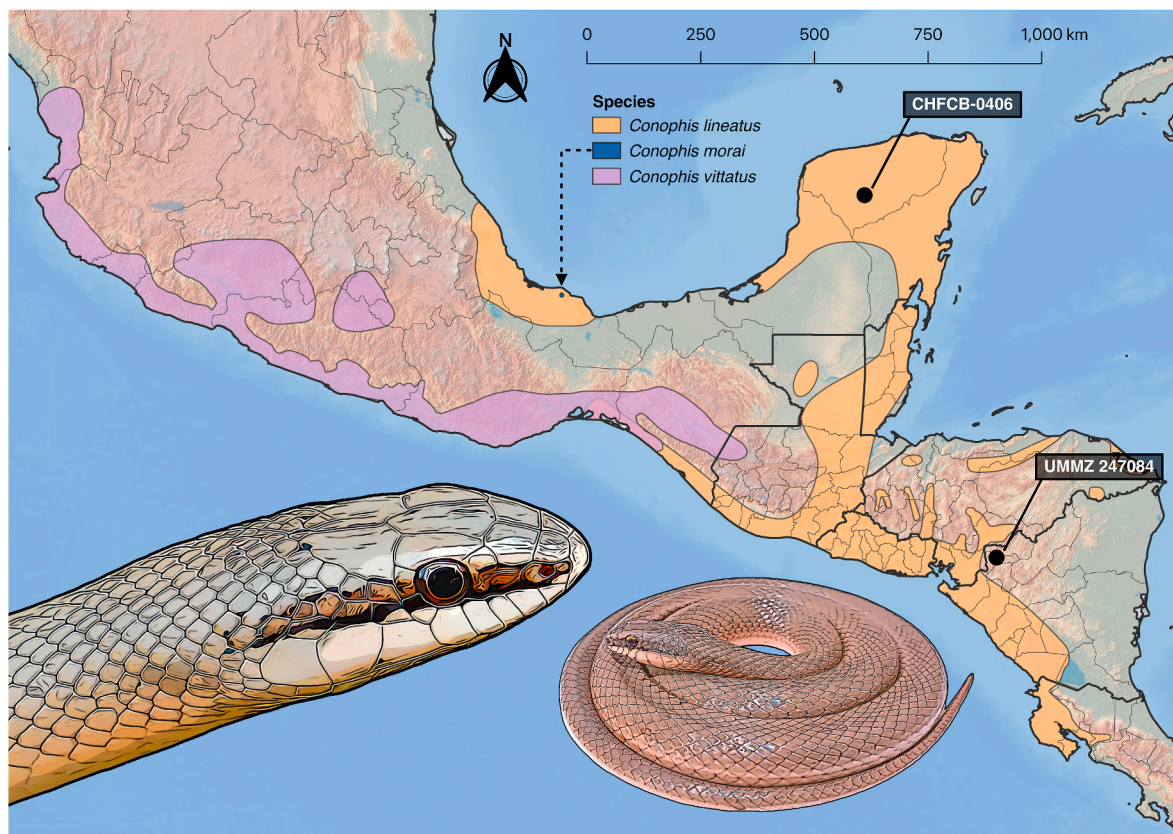 N
0 250 500 750 1,000 km
CHFCB-0406
Species
Conophis lineatus
Conophis morai
Conophis vittatus
UMMZ 247084